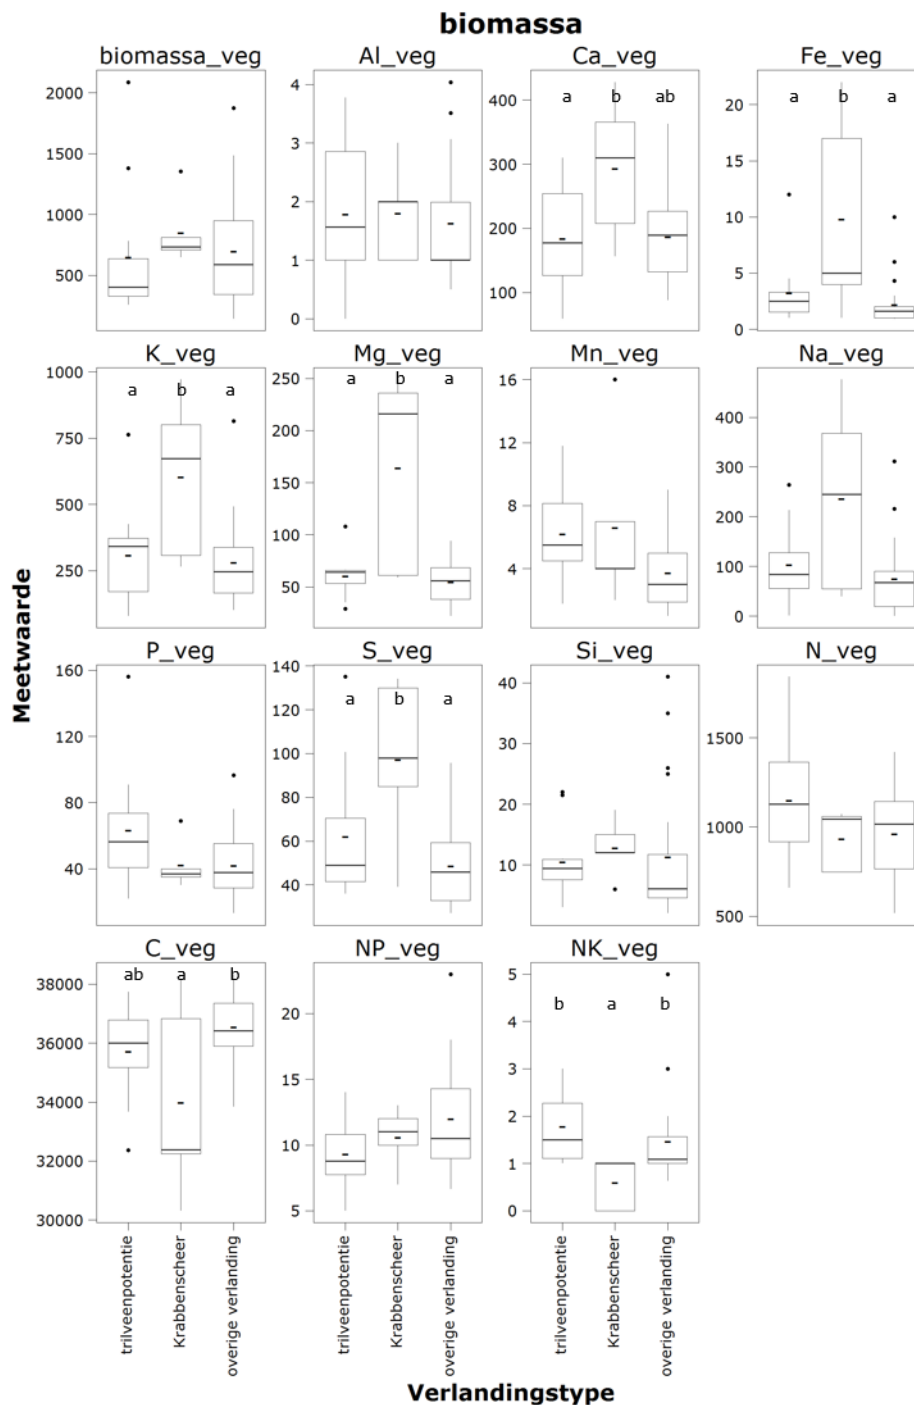 biomassa
biomassa_veg Al_veg Ca_veg Fe_veg
2000 1500 1000 500
4 3 2 1 0
400 300 200 100
a b ab
20 15 10 5 0
a b a
K_veg Mg_veg Mn_veg Na_veg
1000 750 500 250
a b a
250 200 150 100 50
a b a
16 12 8 4
400 300 200 100 0
Meetwaarde
P_veg S_veg Si_veg N_veg
160 120 80 40
140 120 100 80 60 40
a b a
40 30 20 10
1500 1000 500
C_veg NP_veg NK_veg
38000 36000 34000 32000 30000
ab a b
20 15 10 5
5 4 3 2 1 0
b a b
trilveenpotentie Krabbenscheer overige verlanding
trilveenpotentie Krabbenscheer overige verlanding
trilveenpotentie Krabbenscheer overige verlanding
Verlandingstype